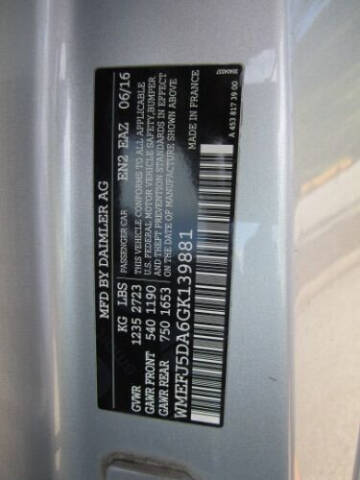 MFD BY DAIMLER AG
KG LBS
GVWR 1235 2723
GAWR FRONT 540 1190
GAWR REAR 750 1653
PASSENGER CAR EN2 EAZ 06/16
THIS VEHICLE CONFORMS TO ALL APPLICABLE
U.S. FEDERAL MOTOR VEHICLE SAFETY, BUMPER
AND THEFT PREVENTION STANDARDS IN EFFECT
ON THE DATE OF MANUFACTURE SHOWN ABOVE.
MADE IN FRANCE
WMEFJ5DA6GK139881
A 453 817 39 00